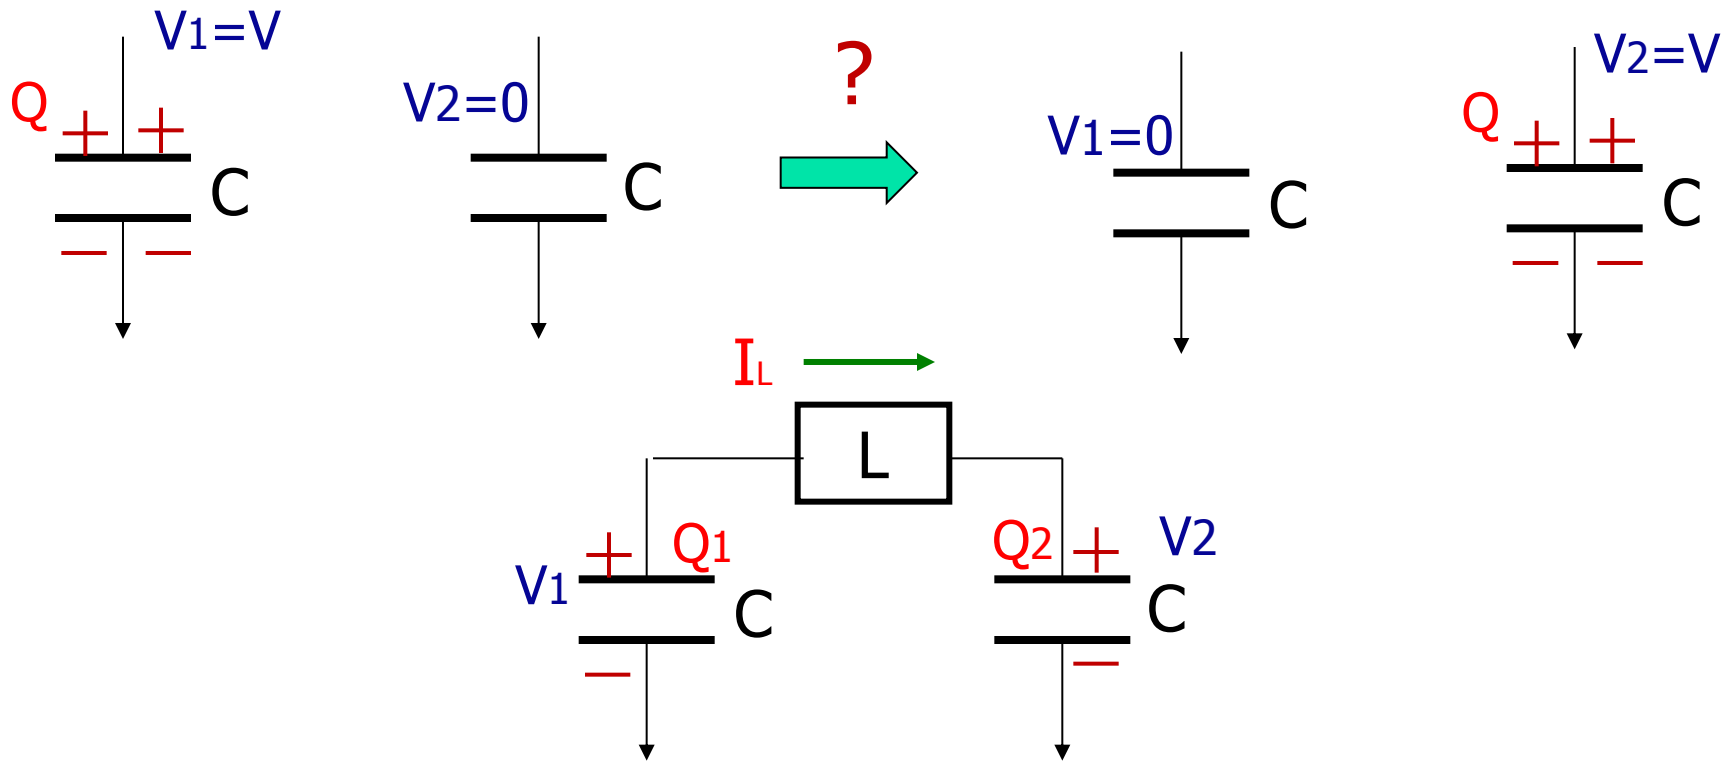 V1=V
Q
+ +
C
– –
V2=0
C
?
V1=0
C
V2=V
Q
+ +
C
– –
IL
L
V1
+
Q1
C
–
Q2
+
V2
C
–